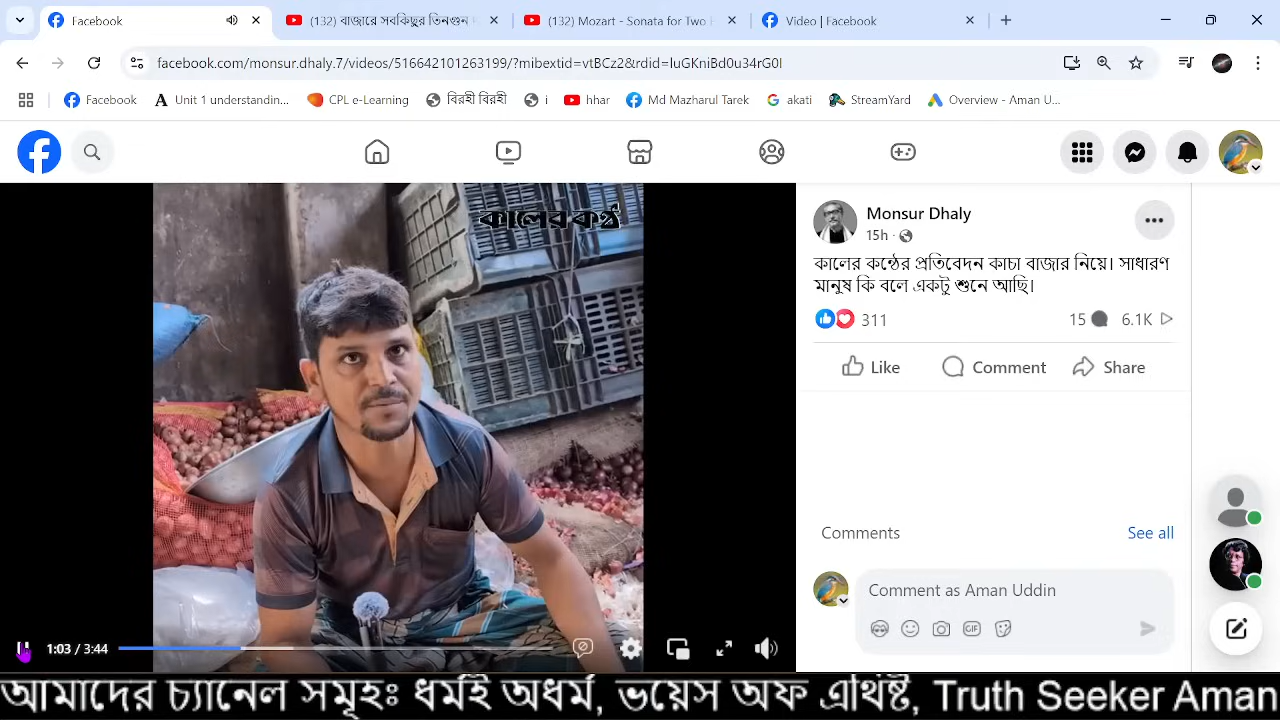 Facebook
(132) বাজারে সবকিছুর তিনগুন
(132) Mozart - Sonata for Two
Video | Facebook
facebook.com/monsur.dhaly.7/videos/516642101263199/?mibextid=vtBCz2&rdid=IuGKniBd0u34rG0I
Facebook
Unit 1 understandin...
CPL e-Learning
বিরহী বিরহী
i
hhar
Md Mazharul Tarek
akati
StreamYard
Overview - Aman U...
কালের কণ্ঠ
Monsur Dhaly
15h ·
কালের কন্ঠের প্রতিবেদন কাচা বাজার নিয়ে। সাধারণ
মানুষ কি বলে একটু শুনে আছি।
311
15
6.1K
Like
Comment
Share
Comments
See all
Comment as Aman Uddin
GIF
1:03 / 3:44
আমাদের চ্যানেল সমূহঃ ধর্মই অধর্ম, ভয়েস অফ এথিষ্ট, Truth Seeker Aman